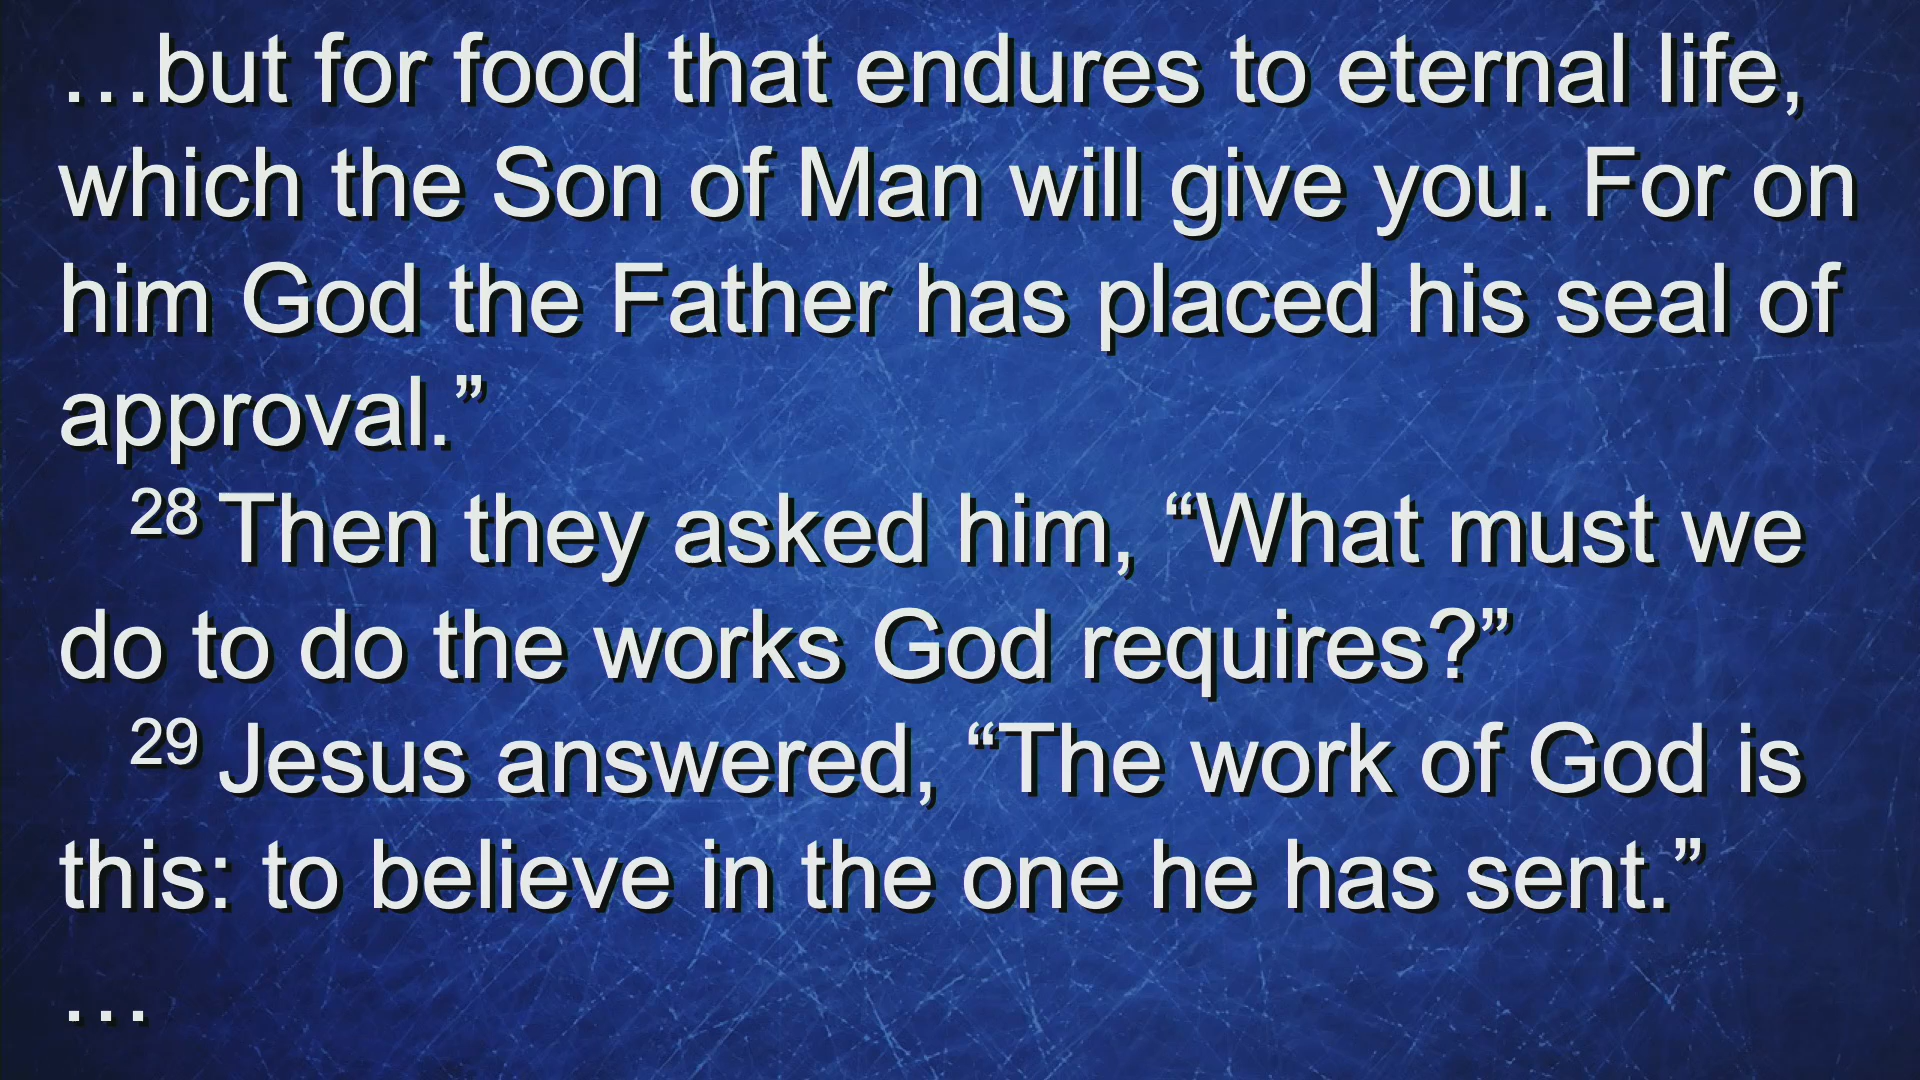 …but for food that endures to eternal life,
which the Son of Man will give you. For on
him God the Father has placed his seal of
approval.”
28 Then they asked him, “What must we
do to do the works God requires?”
29 Jesus answered, “The work of God is
this: to believe in the one he has sent.”
…